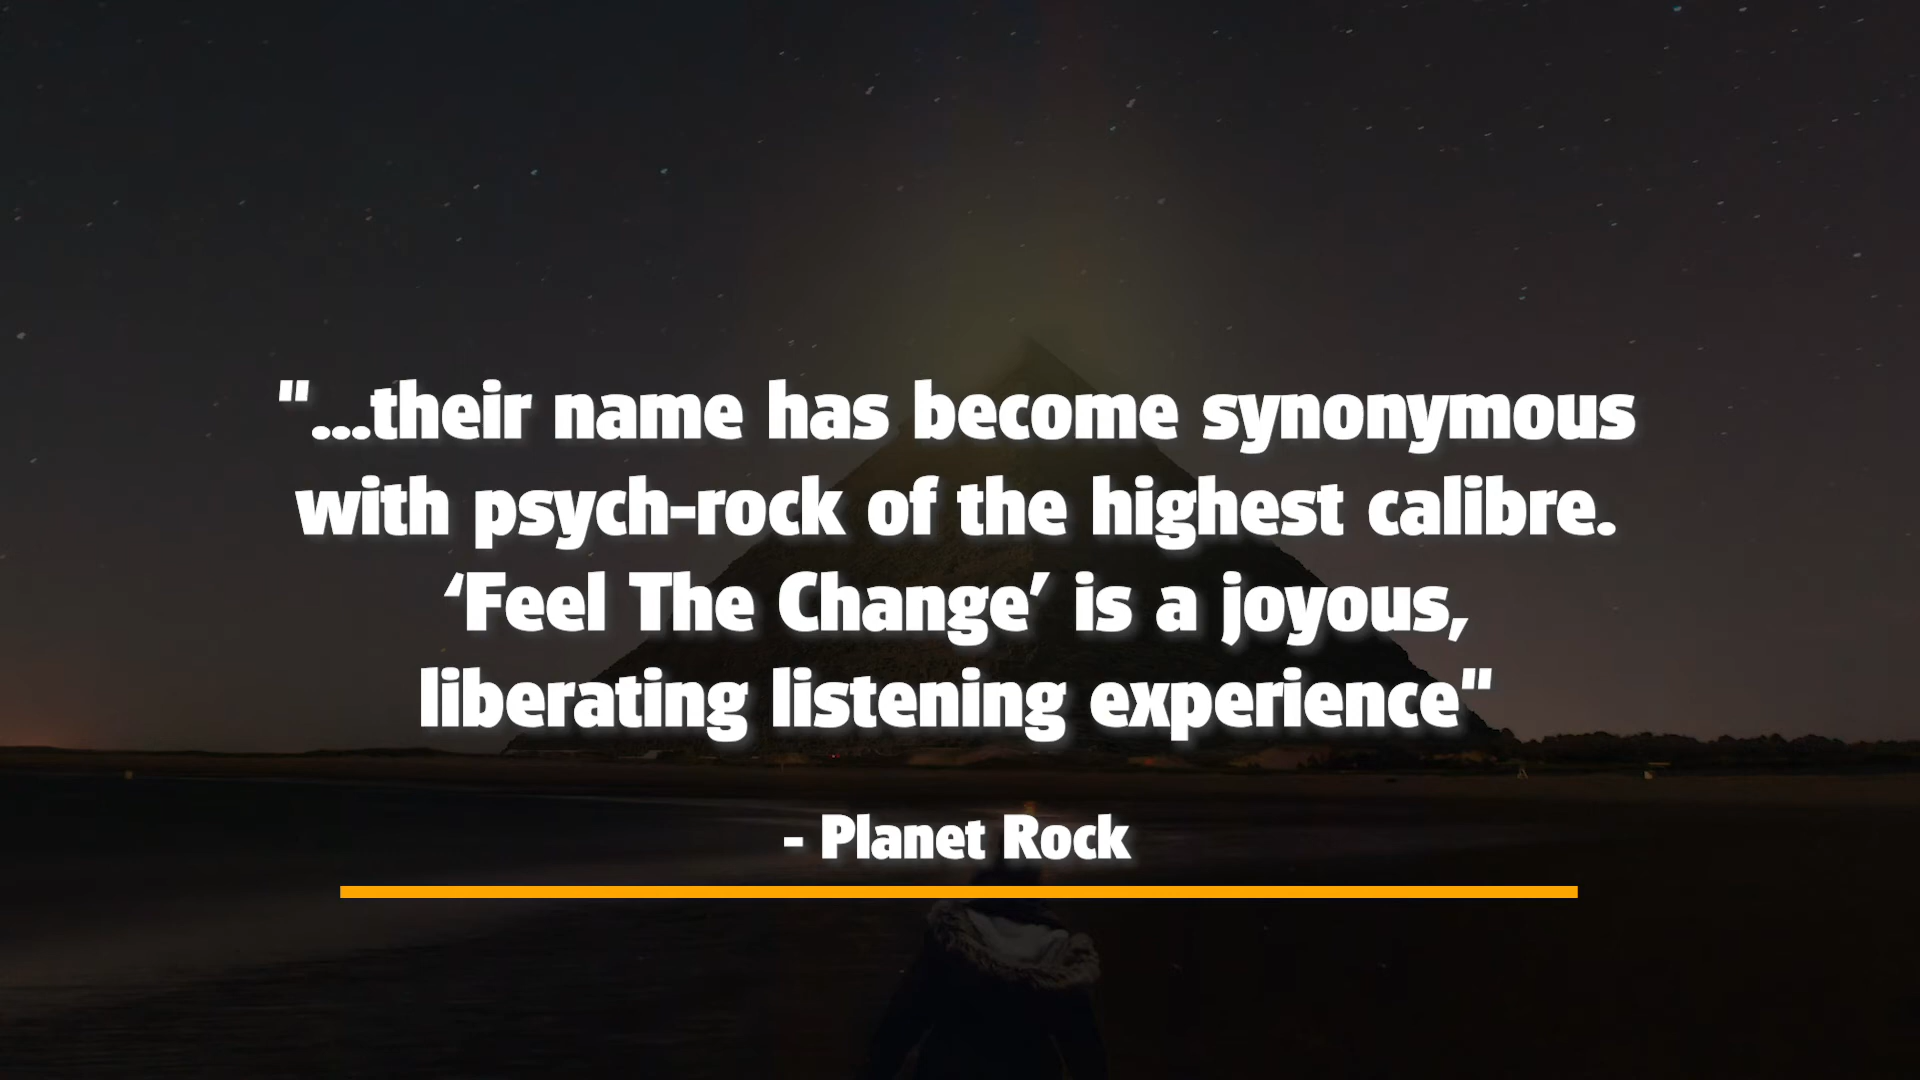 "...their name has become synonymous
with psych-rock of the highest calibre.
‘Feel The Change’ is a joyous,
liberating listening experience"
- Planet Rock